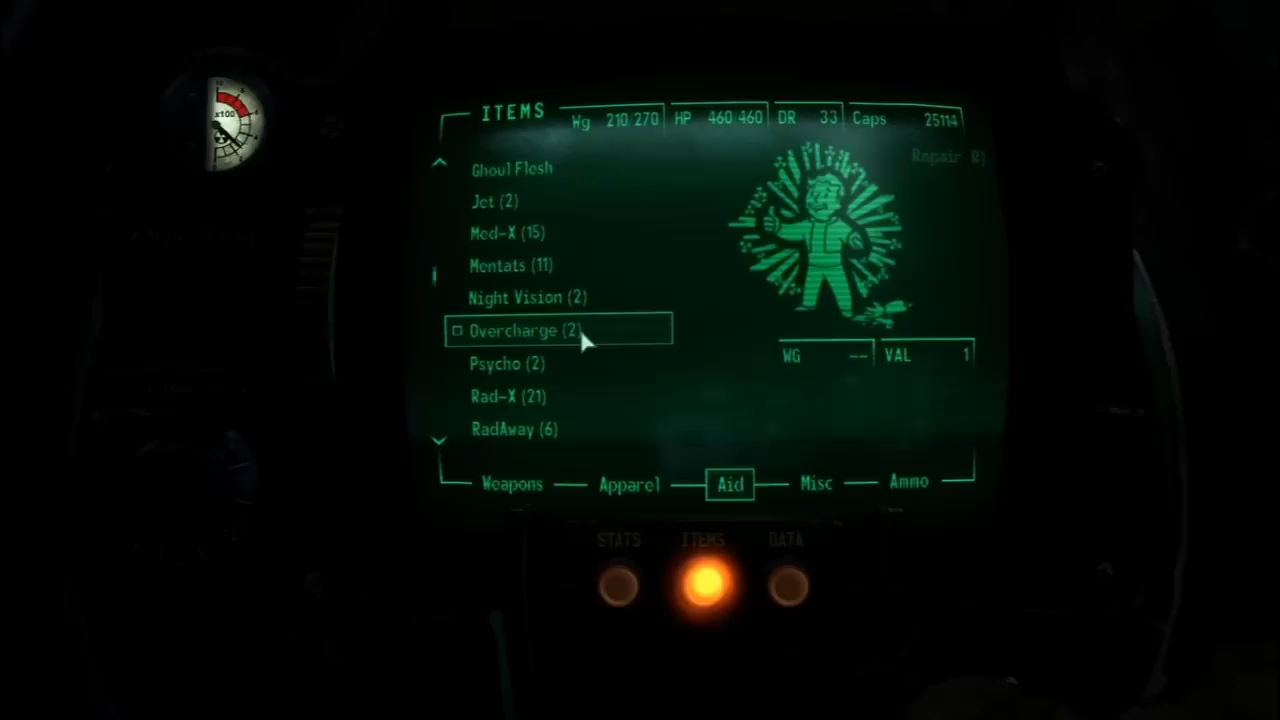 x100
ITEMS Wg 210 270 HP 460 460 DR 33 Caps 25114
Repair R)
Ghoul Flesh
Jet (2)
Med-X (15)
Mentats (11)
Night Vision (2)
Overcharge (2)
Psycho (2)
Rad-X (21)
RadAway (6)
WG -- VAL 1
Weapons Apparel Aid Misc Ammo
STATS ITEMS DATA